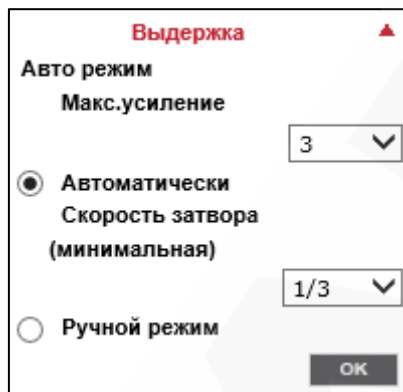 Выдержка
Авто режим
Макс.усиление
3
Автоматически
Скорость затвора
(минимальная)
1/3
Ручной режим
OK